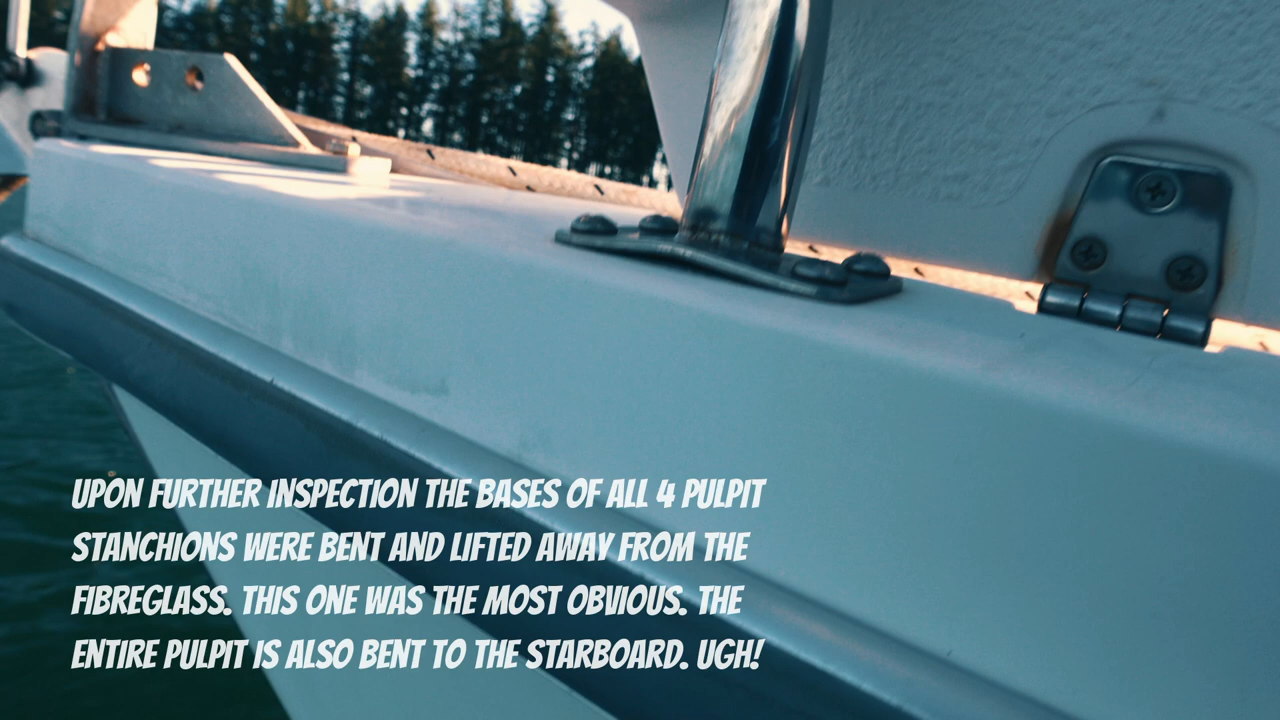 UPON FURTHER INSPECTION THE BASES OF ALL 4 PULPIT
STANCHIONS WERE BENT AND LIFTED AWAY FROM THE
FIBREGLASS. THIS ONE WAS THE MOST OBVIOUS. THE
ENTIRE PULPIT IS ALSO BENT TO THE STARBOARD. UGH!